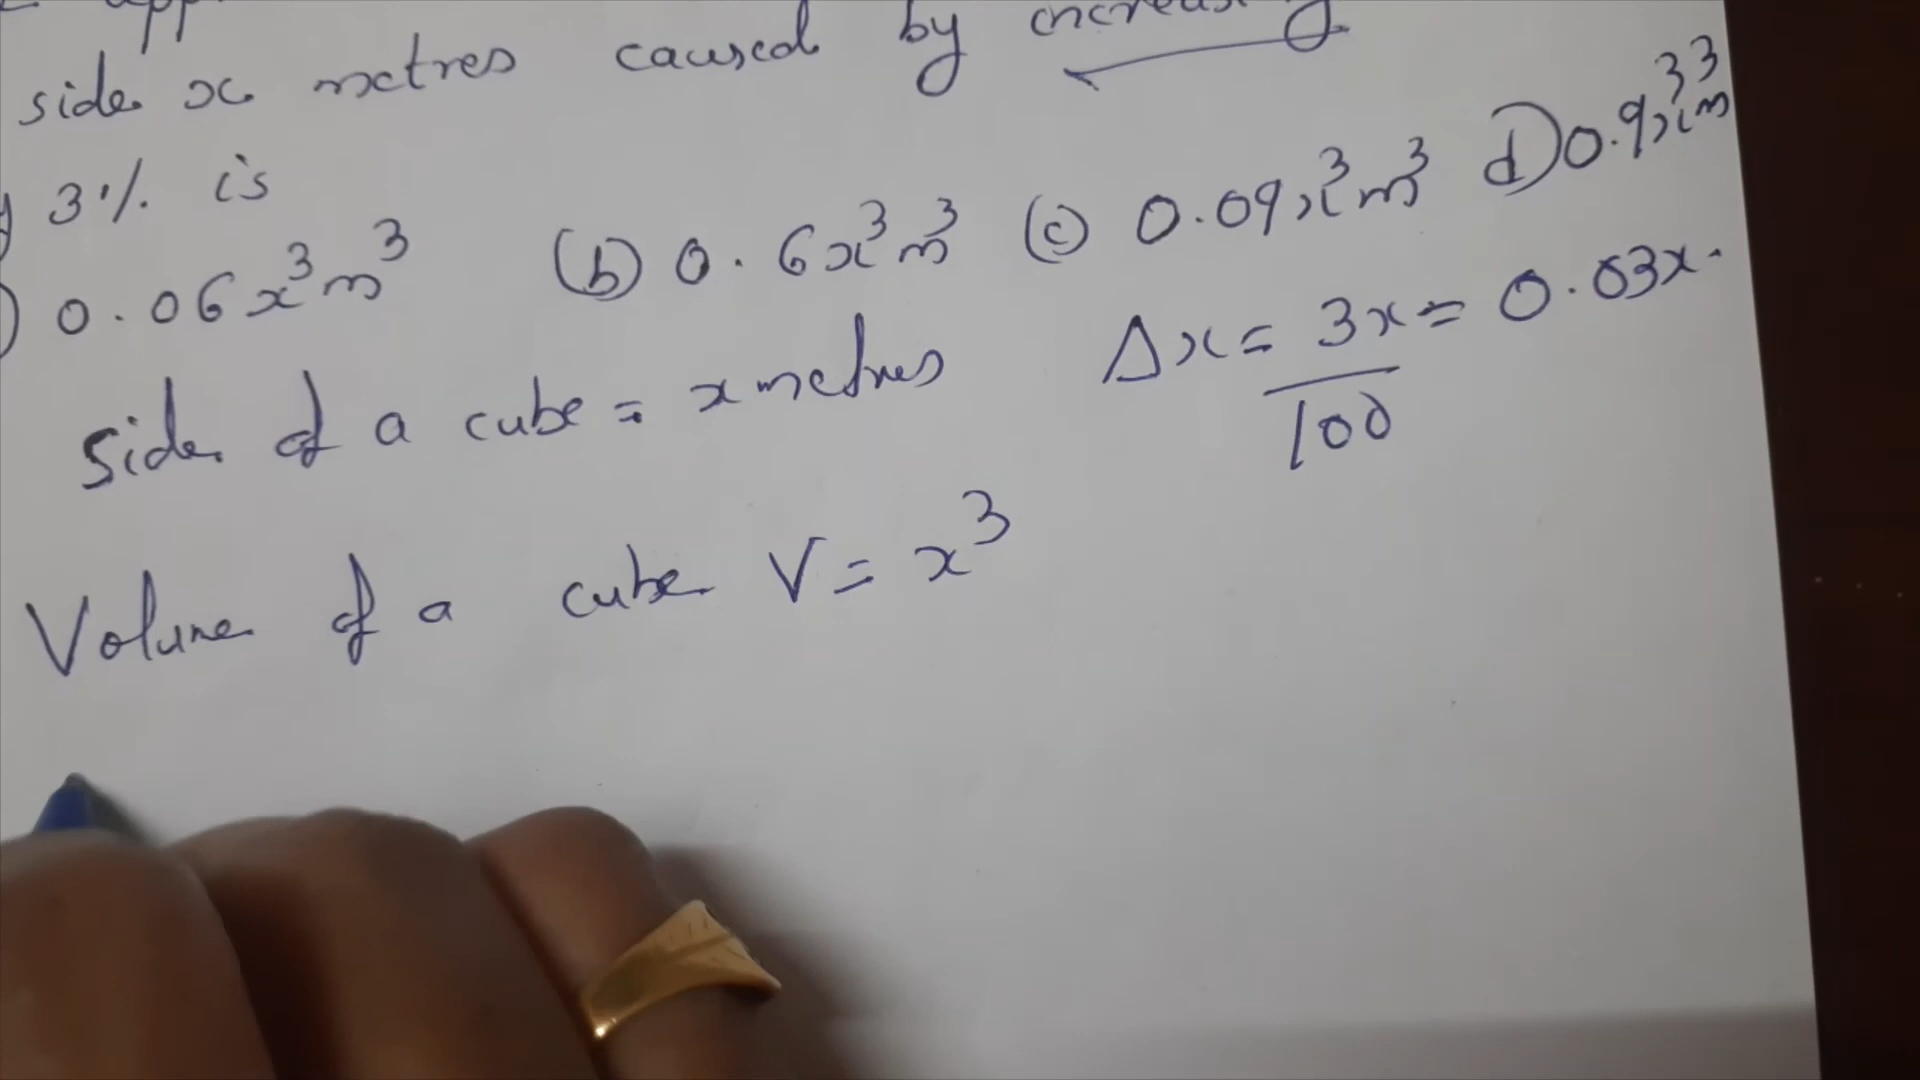 side x metres caused by increasing
3% is
0.06x³m³ (b) 0.6x³m³ (c) 0.09x³m³ d) 0.9x³m³
side of a cube = x metres Δx = 3x/100 = 0.03x.
Volume of a cube V = x³